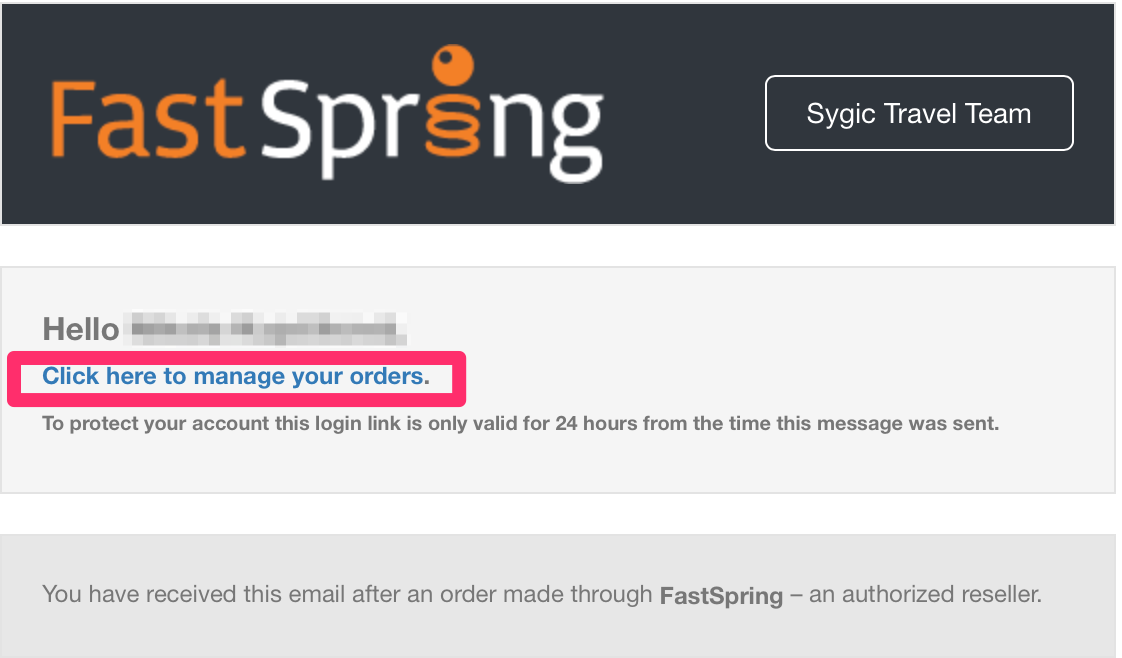 FastSpring
Sygic Travel Team
Hello
Click here to manage your orders.
To protect your account this login link is only valid for 24 hours from the time this message was sent.
You have received this email after an order made through FastSpring – an authorized reseller.